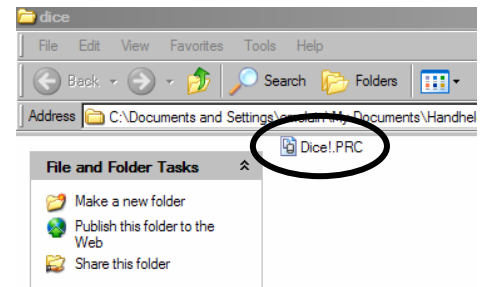 dice
File Edit View Favorites Tools Help
Back Search Folders
Address C:\Documents and Settings\ My Documents\Handhel
Dice!.PRC
File and Folder Tasks
Make a new folder
Publish this folder to the
Web
Share this folder